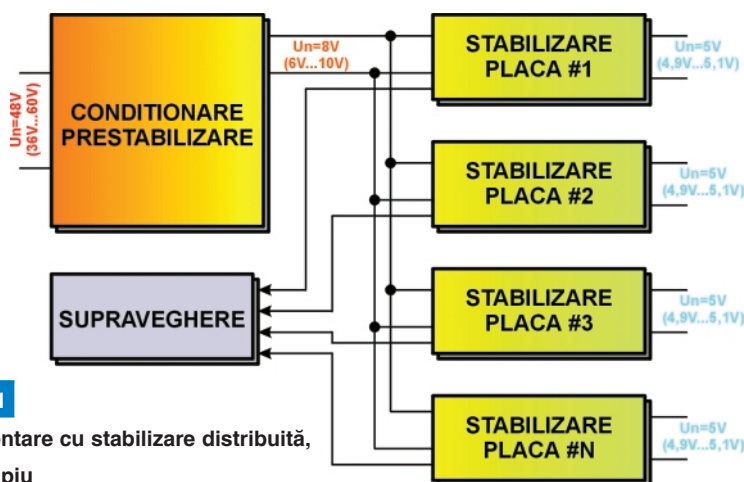 Un=48V
(36V...60V)
CONDITIONARE
PRESTABILIZARE
Un=8V
(6V...10V)
STABILIZARE
PLACA #1
Un=5V
(4,9V...5,1V)
STABILIZARE
PLACA #2
Un=5V
(4,9V...5,1V)
SUPRAVEGHERE
STABILIZARE
PLACA #3
Un=5V
(4,9V...5,1V)
STABILIZARE
PLACA #N
Un=5V
(4,9V...5,1V)
1
ntare cu stabilizare distribuită,
piu